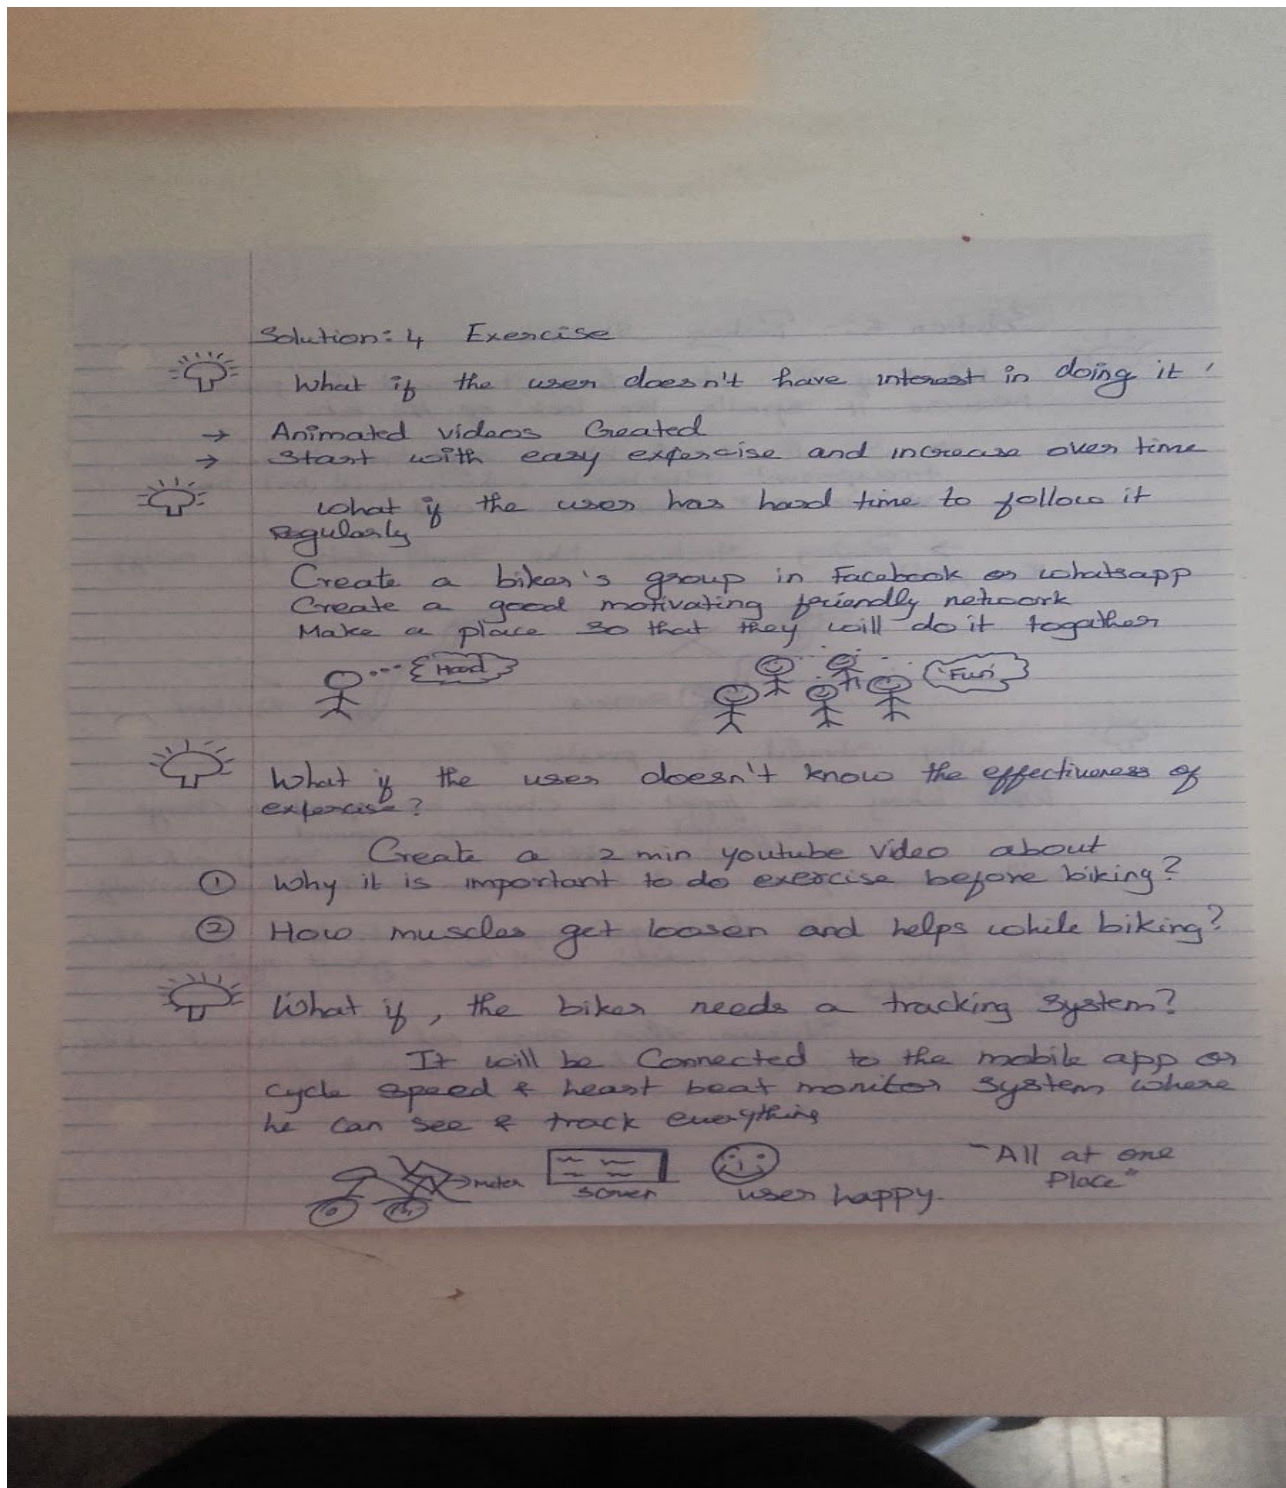 Solution: 4 Exercise
What if the user doesn't have interest in doing it
→ Animated videos Created
→ Start with easy expercise and increase over time
What if the user has hard time to follow it
regularly
Create a biker's group in Facebook or whatsapp
Create a good motivating friendly network
Make a place so that they will do it together
Hard
Fun
What if the user doesn't know the effectiveness of
expercise?
Create a 2 min youtube video about
① Why it is important to do exercise before biking?
② How muscles get loosen and helps while biking?
What if, the biker needs a tracking system?
It will be Connected to the mobile app or
cycle speed & heart beat monitor system where
he can see & track everything
→ meter
screen
user happy.
"All at one
Place"